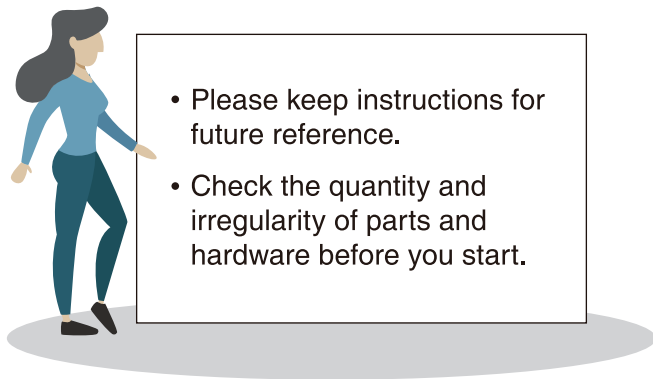 • Please keep instructions for
future reference.
• Check the quantity and
irregularity of parts and
hardware before you start.